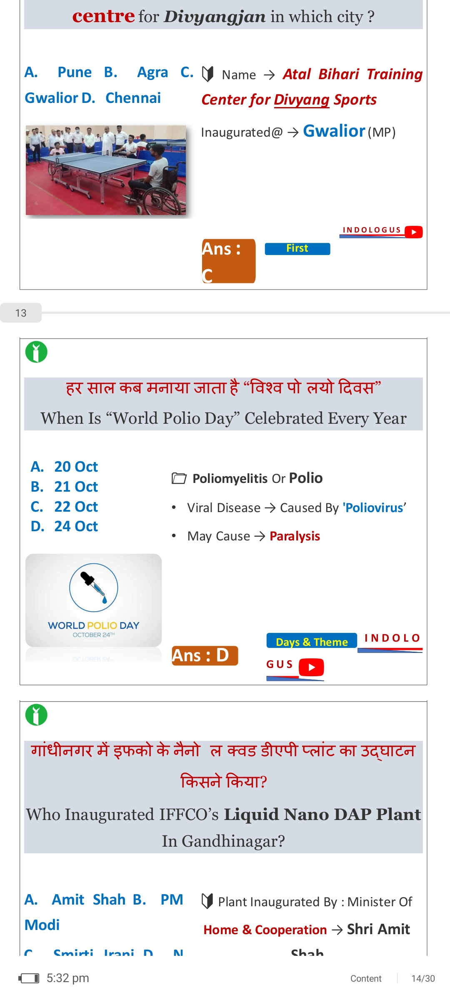 centre for Divyangjan in which city ?
A. Pune B. Agra C.
Gwalior D. Chennai
Name → Atal Bihari Training
Center for Divyang Sports
Inaugurated@ → Gwalior (MP)
INDOLOGUS
Ans :
C
First
13
हर साल कब मनाया जाता है “विश्व पो लयो दिवस”
When Is “World Polio Day” Celebrated Every Year
A. 20 Oct
B. 21 Oct
C. 22 Oct
D. 24 Oct
Poliomyelitis Or Polio
• Viral Disease → Caused By 'Poliovirus’
• May Cause → Paralysis
WORLD POLIO DAY
OCTOBER 24TH
Ans : D
Days & Theme
INDOLO
GUS
गांधीनगर में इफको के नैनो ल क्वड डीएपी प्लांट का उद्घाटन
किसने किया?
Who Inaugurated IFFCO’s Liquid Nano DAP Plant
In Gandhinagar?
A. Amit Shah B. PM
Modi
C. Smirti Irani D. N
Plant Inaugurated By : Minister Of
Home & Cooperation → Shri Amit
Shah
5:32 pm
Content
14/30